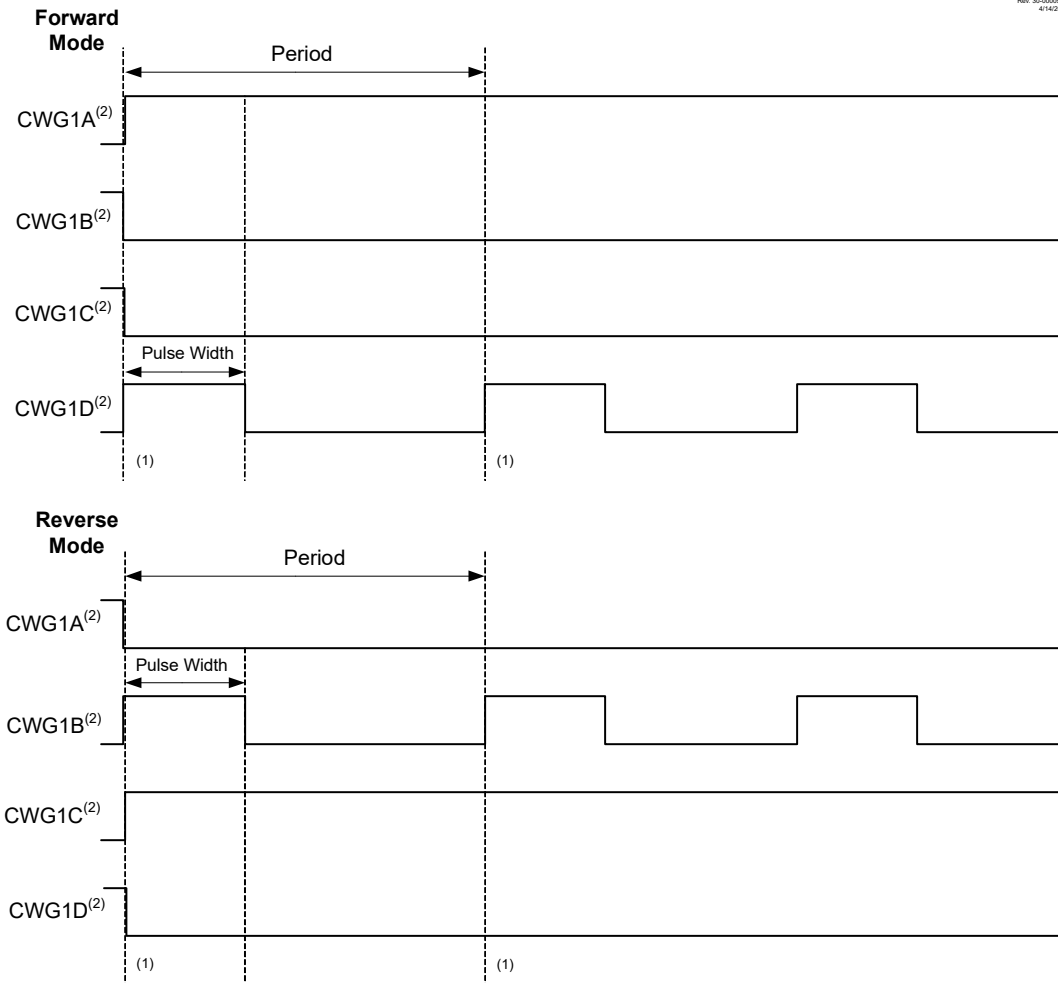 Forward
Mode
Period
CWG1A(2)
CWG1B(2)
CWG1C(2)
Pulse Width
CWG1D(2)
(1)
(1)
Reverse
Mode
Period
CWG1A(2)
Pulse Width
CWG1B(2)
CWG1C(2)
CWG1D(2)
(1)
(1)